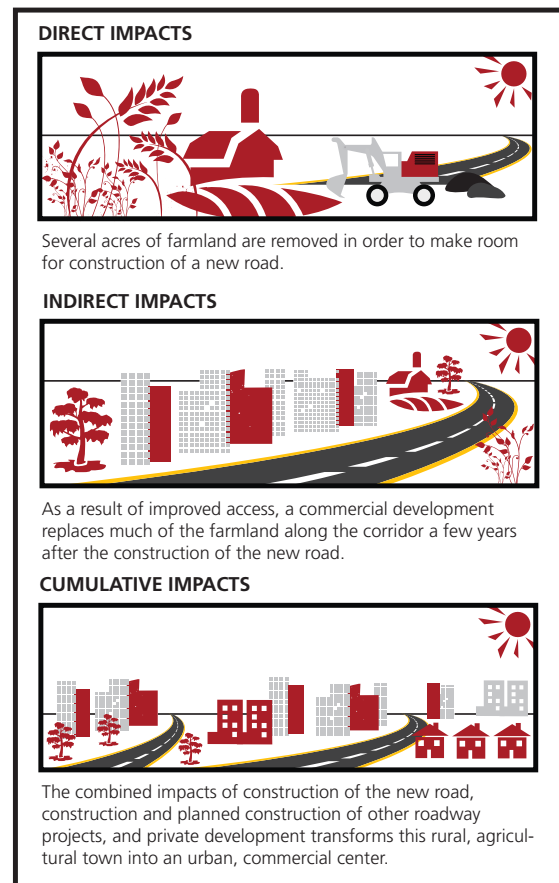 DIRECT IMPACTS
Several acres of farmland are removed in order to make room
for construction of a new road.
INDIRECT IMPACTS
As a result of improved access, a commercial development
replaces much of the farmland along the corridor a few years
after the construction of the new road.
CUMULATIVE IMPACTS
The combined impacts of construction of the new road,
construction and planned construction of other roadway
projects, and private development transforms this rural, agricul-
tural town into an urban, commercial center.